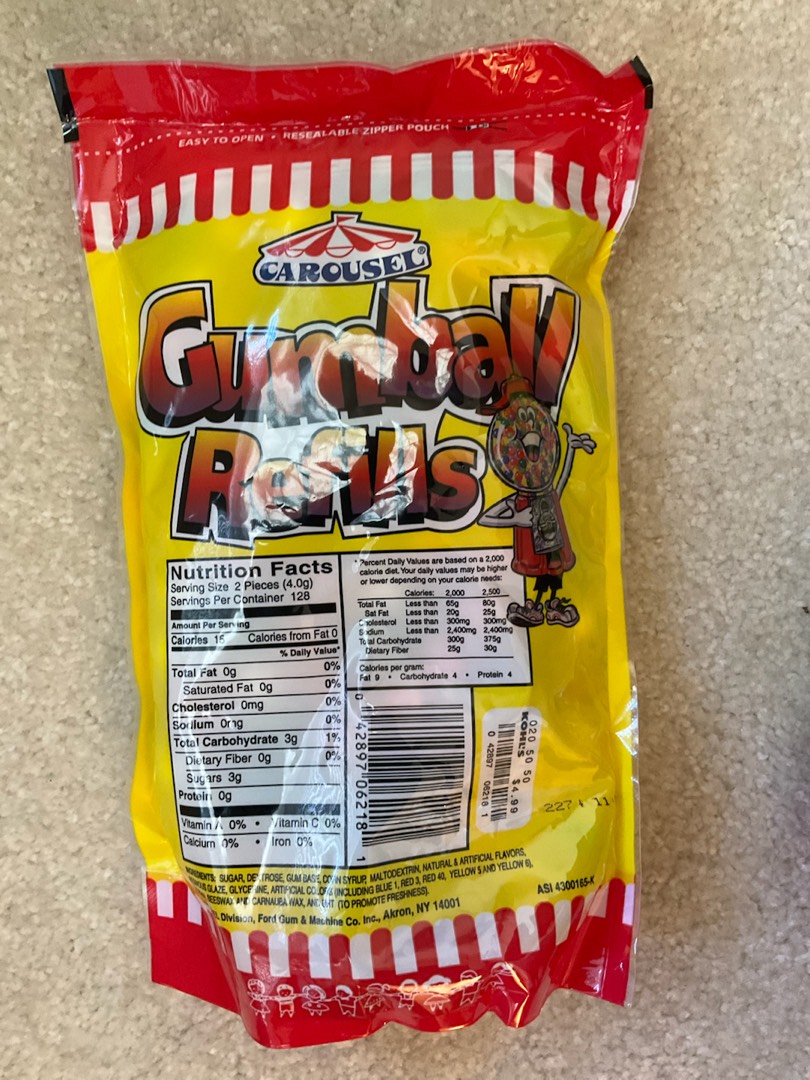 EASY TO OPEN • RESEALABLE ZIPPER POUCH
CAROUSEL®
Gumball
Refills
Nutrition Facts
Serving Size 2 Pieces (4.0g)
Servings Per Container 128
Amount Per Serving
Calories 15 Calories from Fat 0
% Daily Value*
Total Fat 0g 0%
Saturated Fat 0g 0%
Cholesterol 0mg 0%
Sodium 0mg 0%
Total Carbohydrate 3g 1%
Dietary Fiber 0g 0%
Sugars 3g
Protein 0g
Vitamin A 0% • Vitamin C 0%
Calcium 0% • Iron 0%
*Percent Daily Values are based on a 2,000
calorie diet. Your daily values may be higher
or lower depending on your calorie needs:
Calories: 2,000 2,500
Total Fat Less than 65g 80g
Sat Fat Less than 20g 25g
Cholesterol Less than 300mg 300mg
Sodium Less than 2,400mg 2,400mg
Total Carbohydrate 300g 375g
Dietary Fiber 25g 30g
Calories per gram:
Fat 9 • Carbohydrate 4 • Protein 4
0 42897 06218 1
020 50 50
KOHL'S $4.99
0 42897 06218 1
227 11
INGREDIENTS: SUGAR, DEXTROSE, GUM BASE, CORN SYRUP, MALTODEXTRIN, NATURAL & ARTIFICIAL FLAVORS,
GLAZE, GLYCERINE, ARTIFICIAL COLORS (INCLUDING BLUE 1, RED 3, RED 40, YELLOW 5 AND YELLOW 6),
BEESWAX AND CARNAUBA WAX, AND BHT (TO PROMOTE FRESHNESS).
ASI 4300165-K
Division, Ford Gum & Machine Co. Inc., Akron, NY 14001